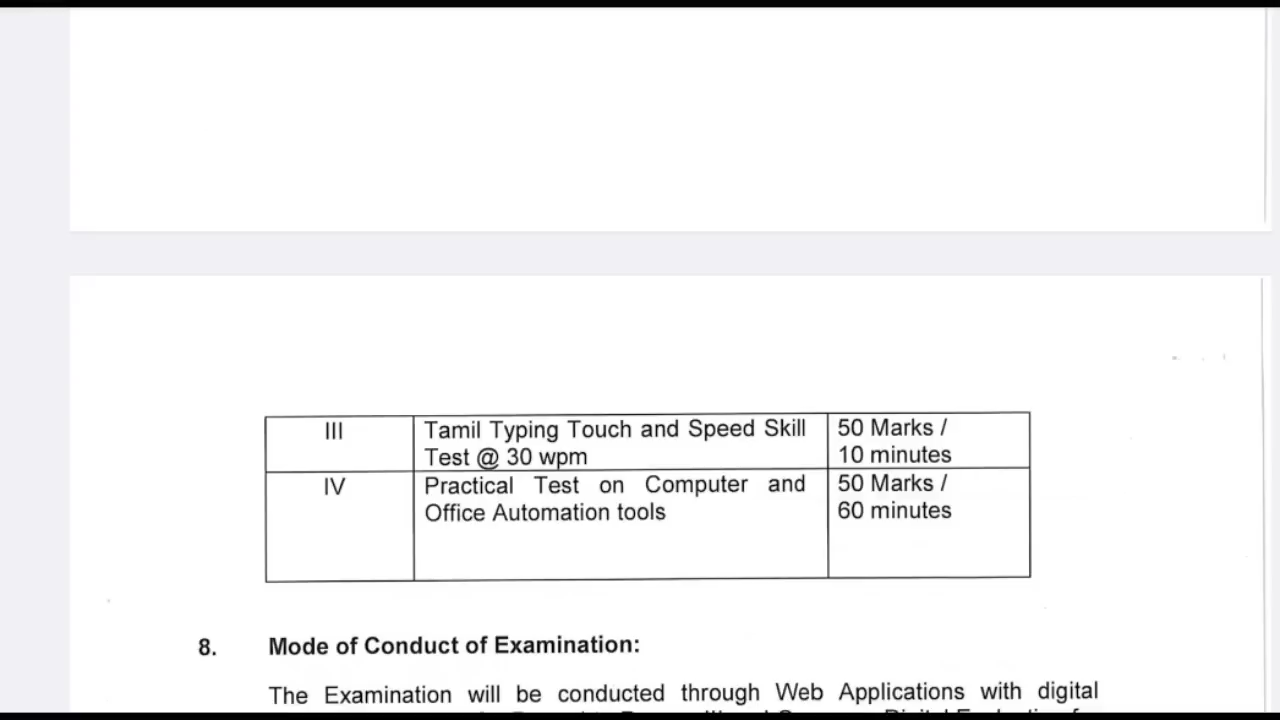 III
Tamil Typing Touch and Speed Skill
Test @ 30 wpm
50 Marks /
10 minutes
IV
Practical Test on Computer and
Office Automation tools
50 Marks /
60 minutes
8. Mode of Conduct of Examination:
The Examination will be conducted through Web Applications with digital